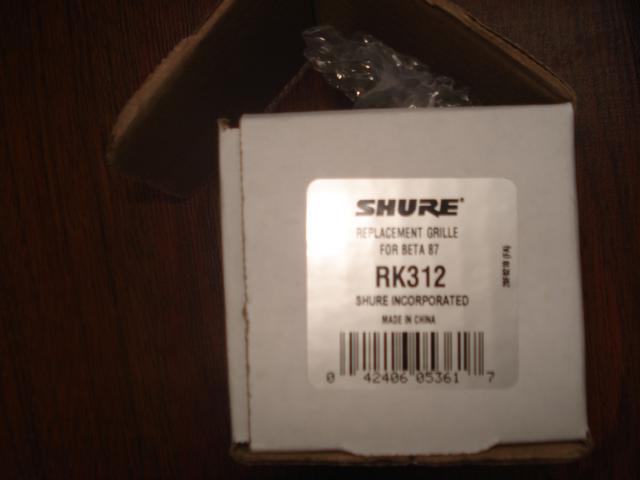 SHURE
REPLACEMENT GRILLE
FOR BETA 87
RK312
SHURE INCORPORATED
MADE IN CHINA
0 42406 05361 7